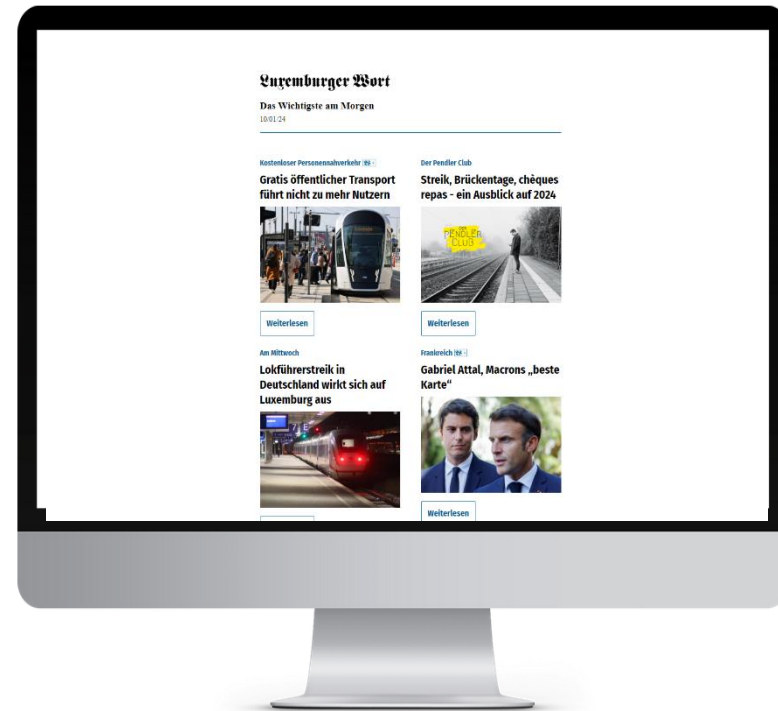 Luxemburger Wort
Das Wichtigste am Morgen
10/01/24
Kostenloser Personennahverkehr
Gratis öffentlicher Transport
führt nicht zu mehr Nutzern
Weiterlesen
Der Pendler Club
Streik, Brückentage, chèques
repas - ein Ausblick auf 2024
PENDLER
CLUB
Weiterlesen
Am Mittwoch
Lokführerstreik in
Deutschland wirkt sich auf
Luxemburg aus
Frankreich
Gabriel Attal, Macrons „beste
Karte“
Weiterlesen